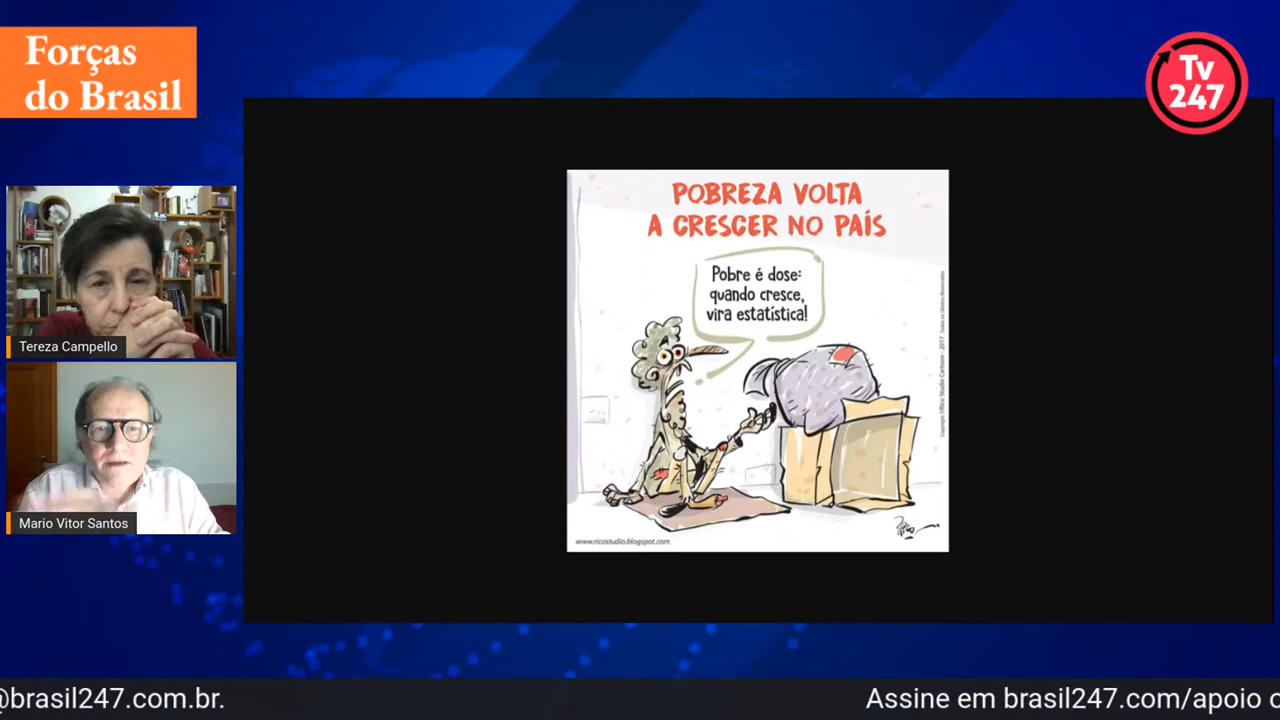 Forças
do Brasil
Tv
247
Tereza Campello
Mario Vitor Santos
POBREZA VOLTA
A CRESCER NO PAÍS
Pobre é dose:
quando cresce,
vira estatística!
www.ricostudio.blogspot.com
@brasil247.com.br.
Assine em brasil247.com/apoio